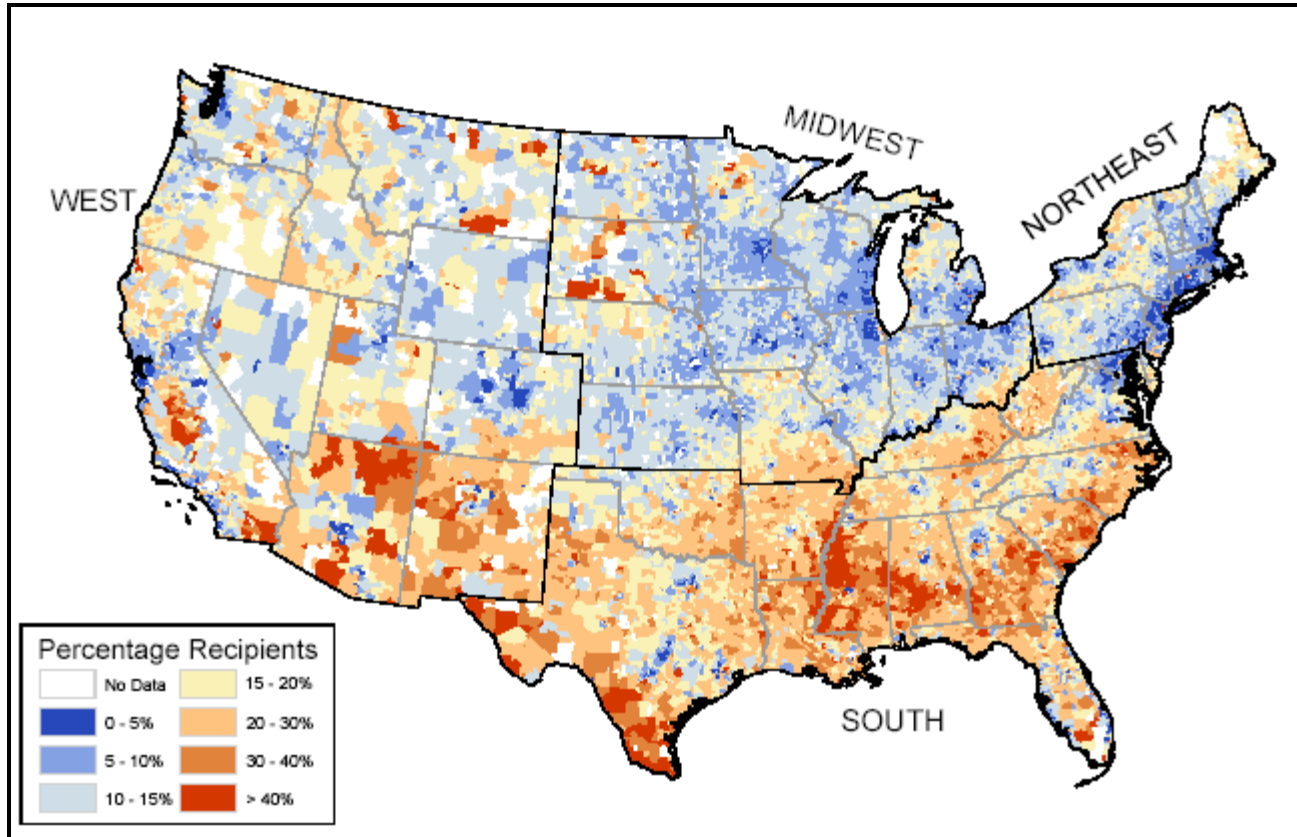 MIDWEST
NORTHEAST
WEST
SOUTH
Percentage Recipients
No Data
15 - 20%
0 - 5%
20 - 30%
5 - 10%
30 - 40%
10 - 15%
> 40%